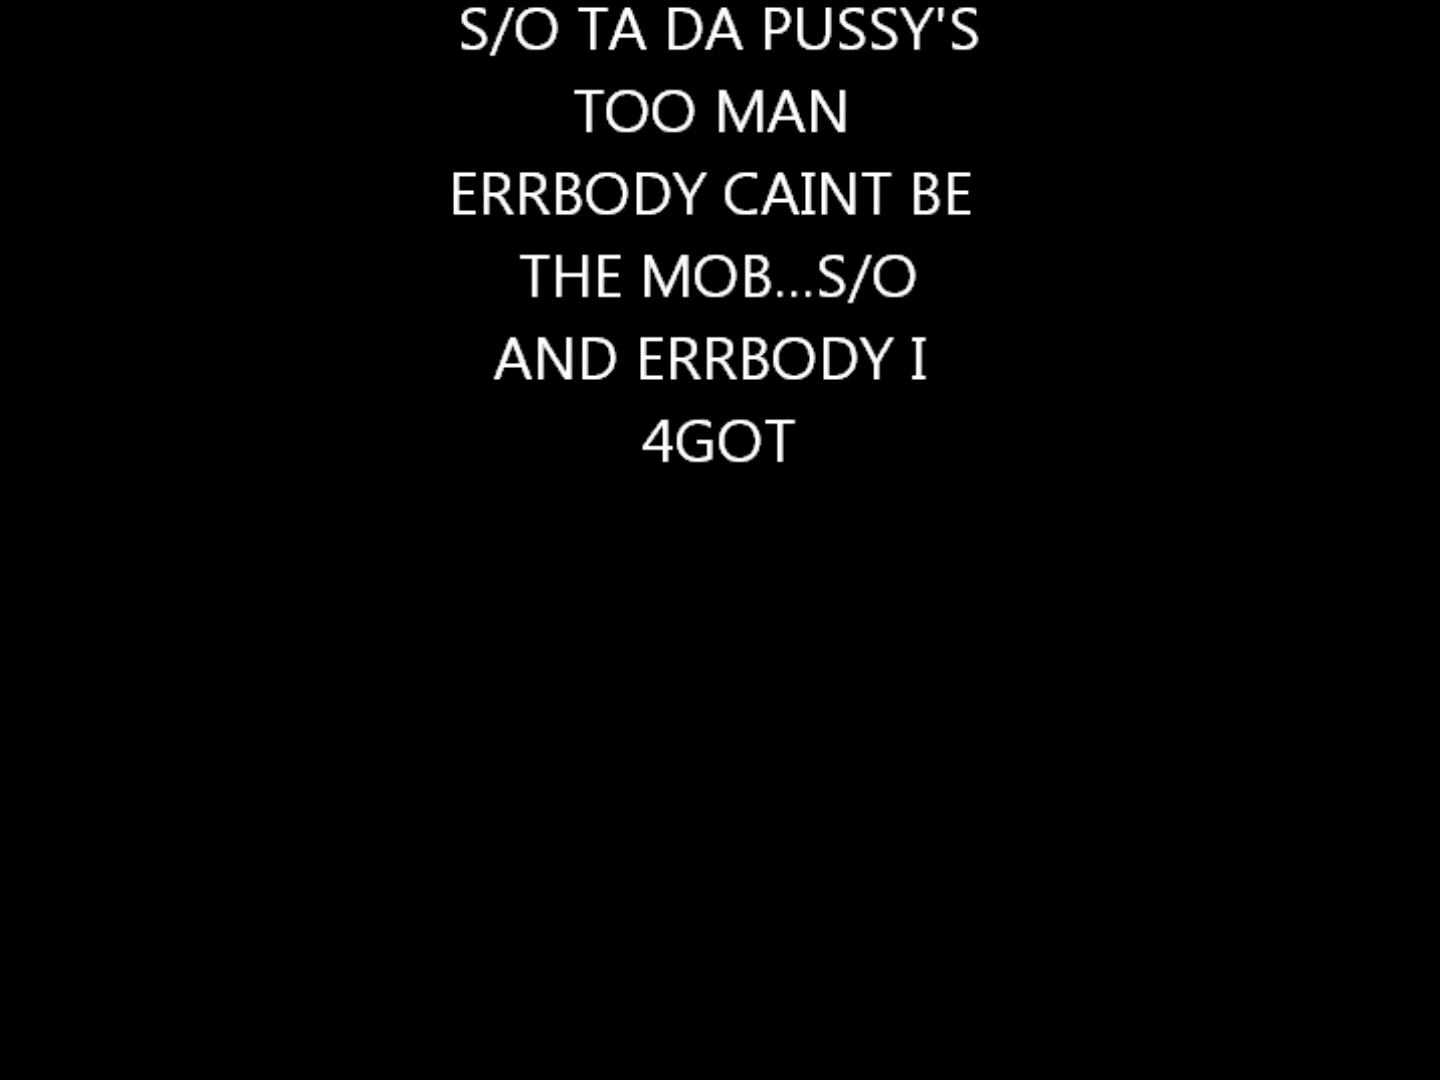 S/O TA DA PUSSY'S
TOO MAN
ERRBODY CAINT BE
THE MOB...S/O
AND ERRBODY I
4GOT